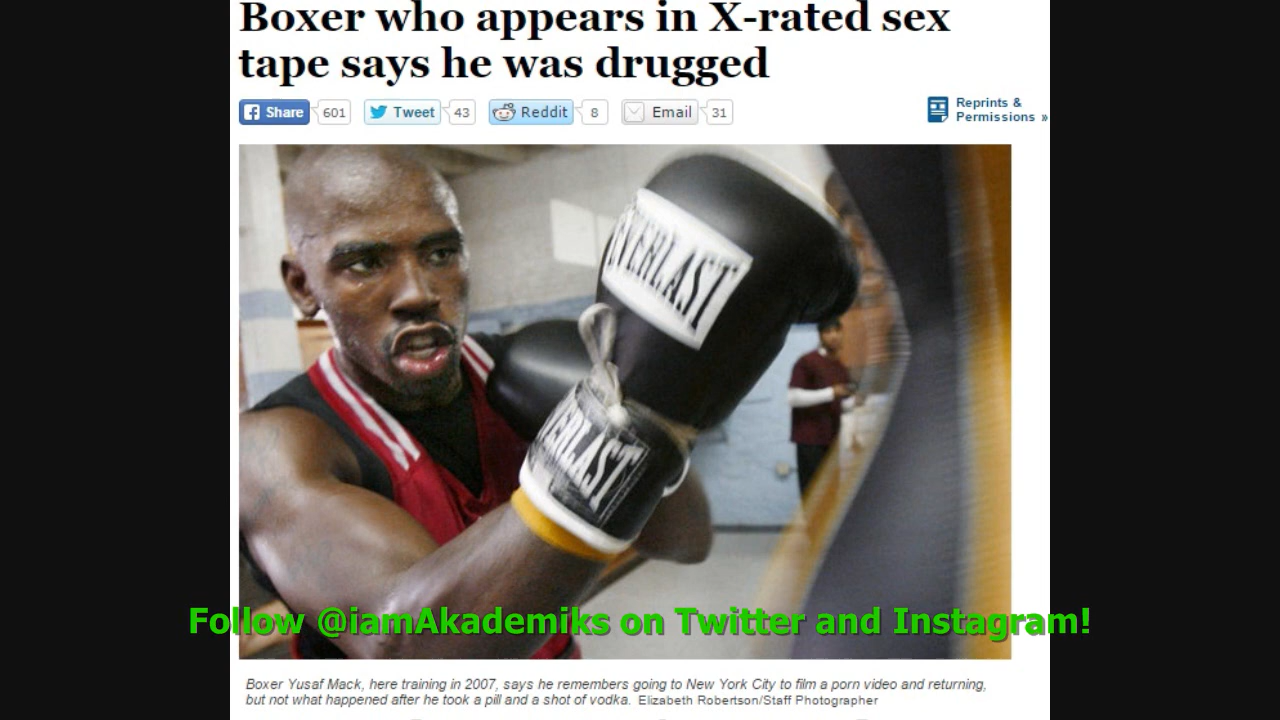 Boxer who appears in X-rated sex
tape says he was drugged
Share 601 Tweet 43 Reddit 8 Email 31
Reprints &
Permissions »
EVERLAST
EVERLAST
Follow @iamAkademiks on Twitter and Instagram!
Boxer Yusaf Mack, here training in 2007, says he remembers going to New York City to film a porn video and returning,
but not what happened after he took a pill and a shot of vodka. Elizabeth Robertson/Staff Photographer